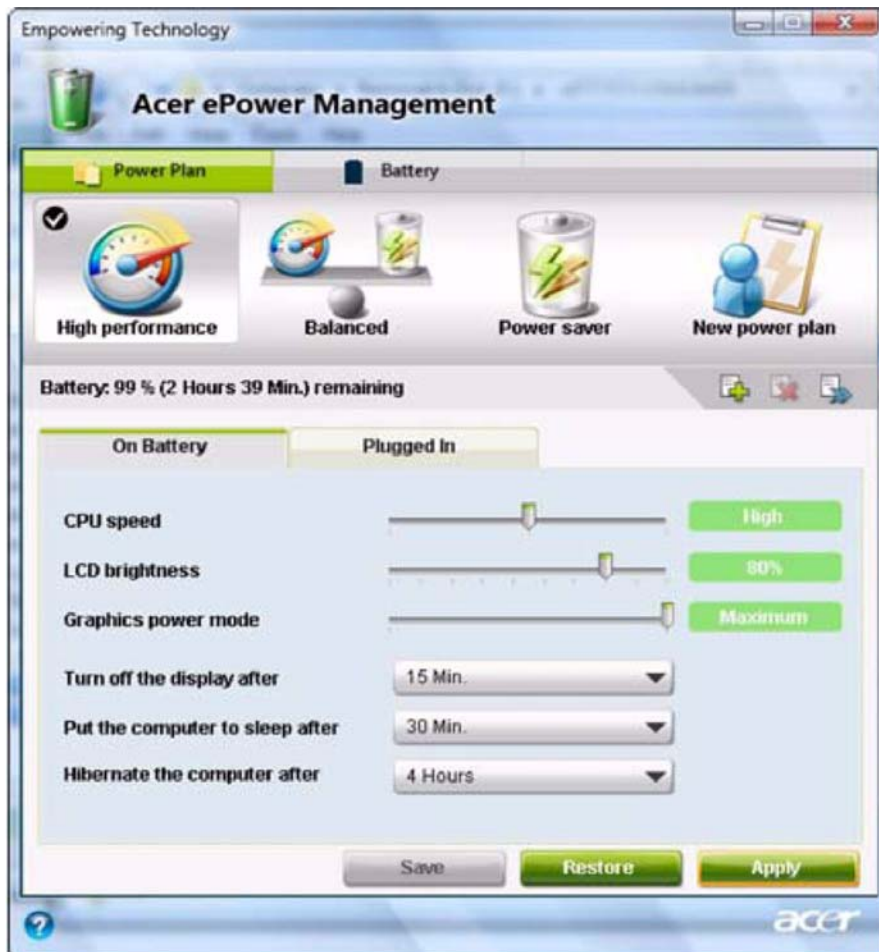 Empowering Technology
Acer ePower Management
Power Plan Battery
High performance Balanced Power saver New power plan
Battery: 99 % (2 Hours 39 Min.) remaining
On Battery Plugged In
CPU speed High
LCD brightness 80%
Graphics power mode Maximum
Turn off the display after 15 Min.
Put the computer to sleep after 30 Min.
Hibernate the computer after 4 Hours
Save Restore Apply
? acer